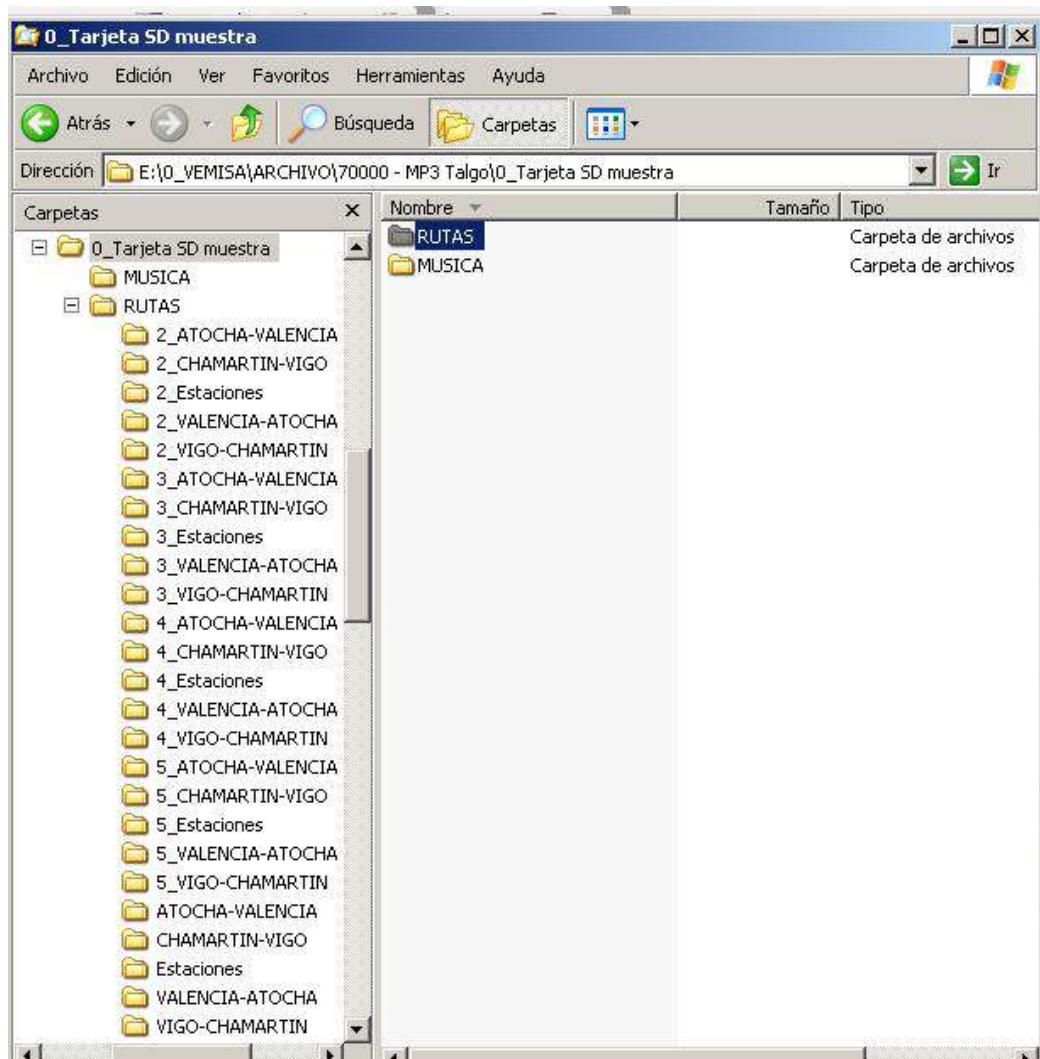 0_Tarjeta SD muestra
Archivo Edición Ver Favoritos Herramientas Ayuda
Atrás Búsqueda Carpetas
Dirección E:\0_VEMISA\ARCHIVO\70000 - MP3 Talgo\0_Tarjeta SD muestra Ir
Carpetas
0_Tarjeta SD muestra
MUSICA
RUTAS
2_ATOCHA-VALENCIA
2_CHAMARTIN-VIGO
2_Estaciones
2_VALENCIA-ATOCHA
2_VIGO-CHAMARTIN
3_ATOCHA-VALENCIA
3_CHAMARTIN-VIGO
3_Estaciones
3_VALENCIA-ATOCHA
3_VIGO-CHAMARTIN
4_ATOCHA-VALENCIA
4_CHAMARTIN-VIGO
4_Estaciones
4_VALENCIA-ATOCHA
4_VIGO-CHAMARTIN
5_ATOCHA-VALENCIA
5_CHAMARTIN-VIGO
5_Estaciones
5_VALENCIA-ATOCHA
5_VIGO-CHAMARTIN
ATOCHA-VALENCIA
CHAMARTIN-VIGO
Estaciones
VALENCIA-ATOCHA
VIGO-CHAMARTIN
Nombre Tamaño Tipo
RUTAS Carpeta de archivos
MUSICA Carpeta de archivos